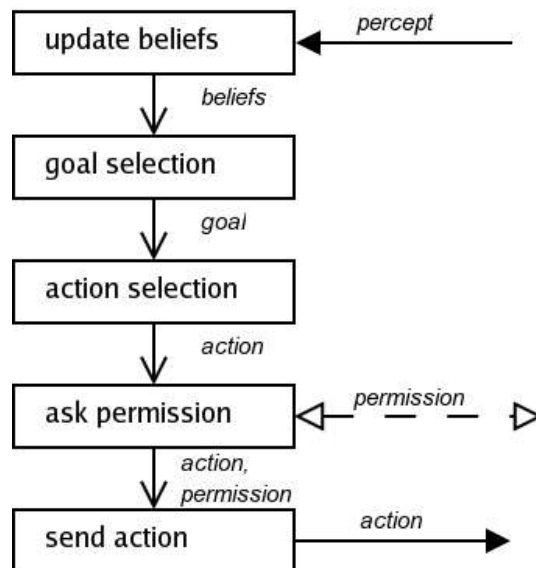 update beliefs
percept
beliefs
goal selection
goal
action selection
action
ask permission
permission
action,
permission
send action
action